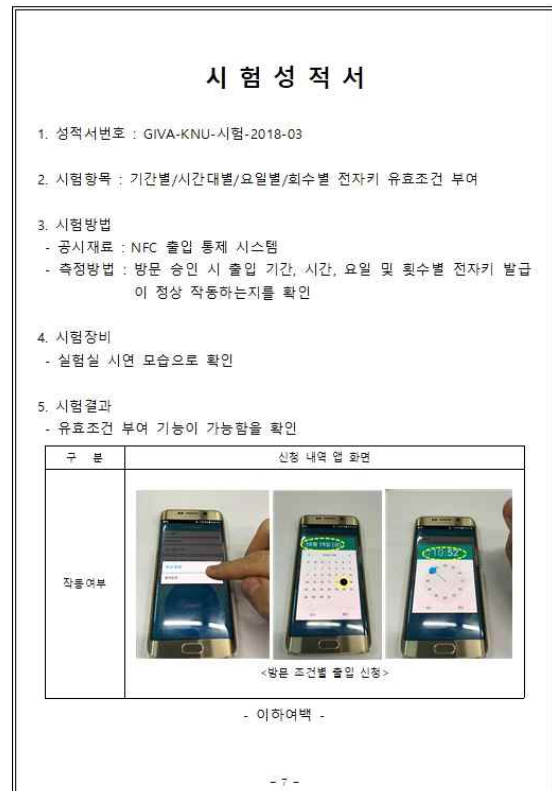 시 험 성 적 서
1. 성적서번호 : GIVA-KNU-시험-2018-03
2. 시험항목 : 기간별/시간대별/요일별/회수별 전자키 유효조건 부여
3. 시험방법
- 공시재료 : NFC 출입 통제 시스템
- 측정방법 : 방문 승인 시 출입 기간, 시간, 요일 및 횟수별 전자키 발급
이 정상 작동하는지를 확인
4. 시험장비
- 실험실 시연 모습으로 확인
5. 시험결과
- 유효조건 부여 기능이 가능함을 확인
구 분
신청 내역 앱 화면
작동여부
10:52
<방문 조건별 출입 신청>
- 이하여백 -
- 7 -